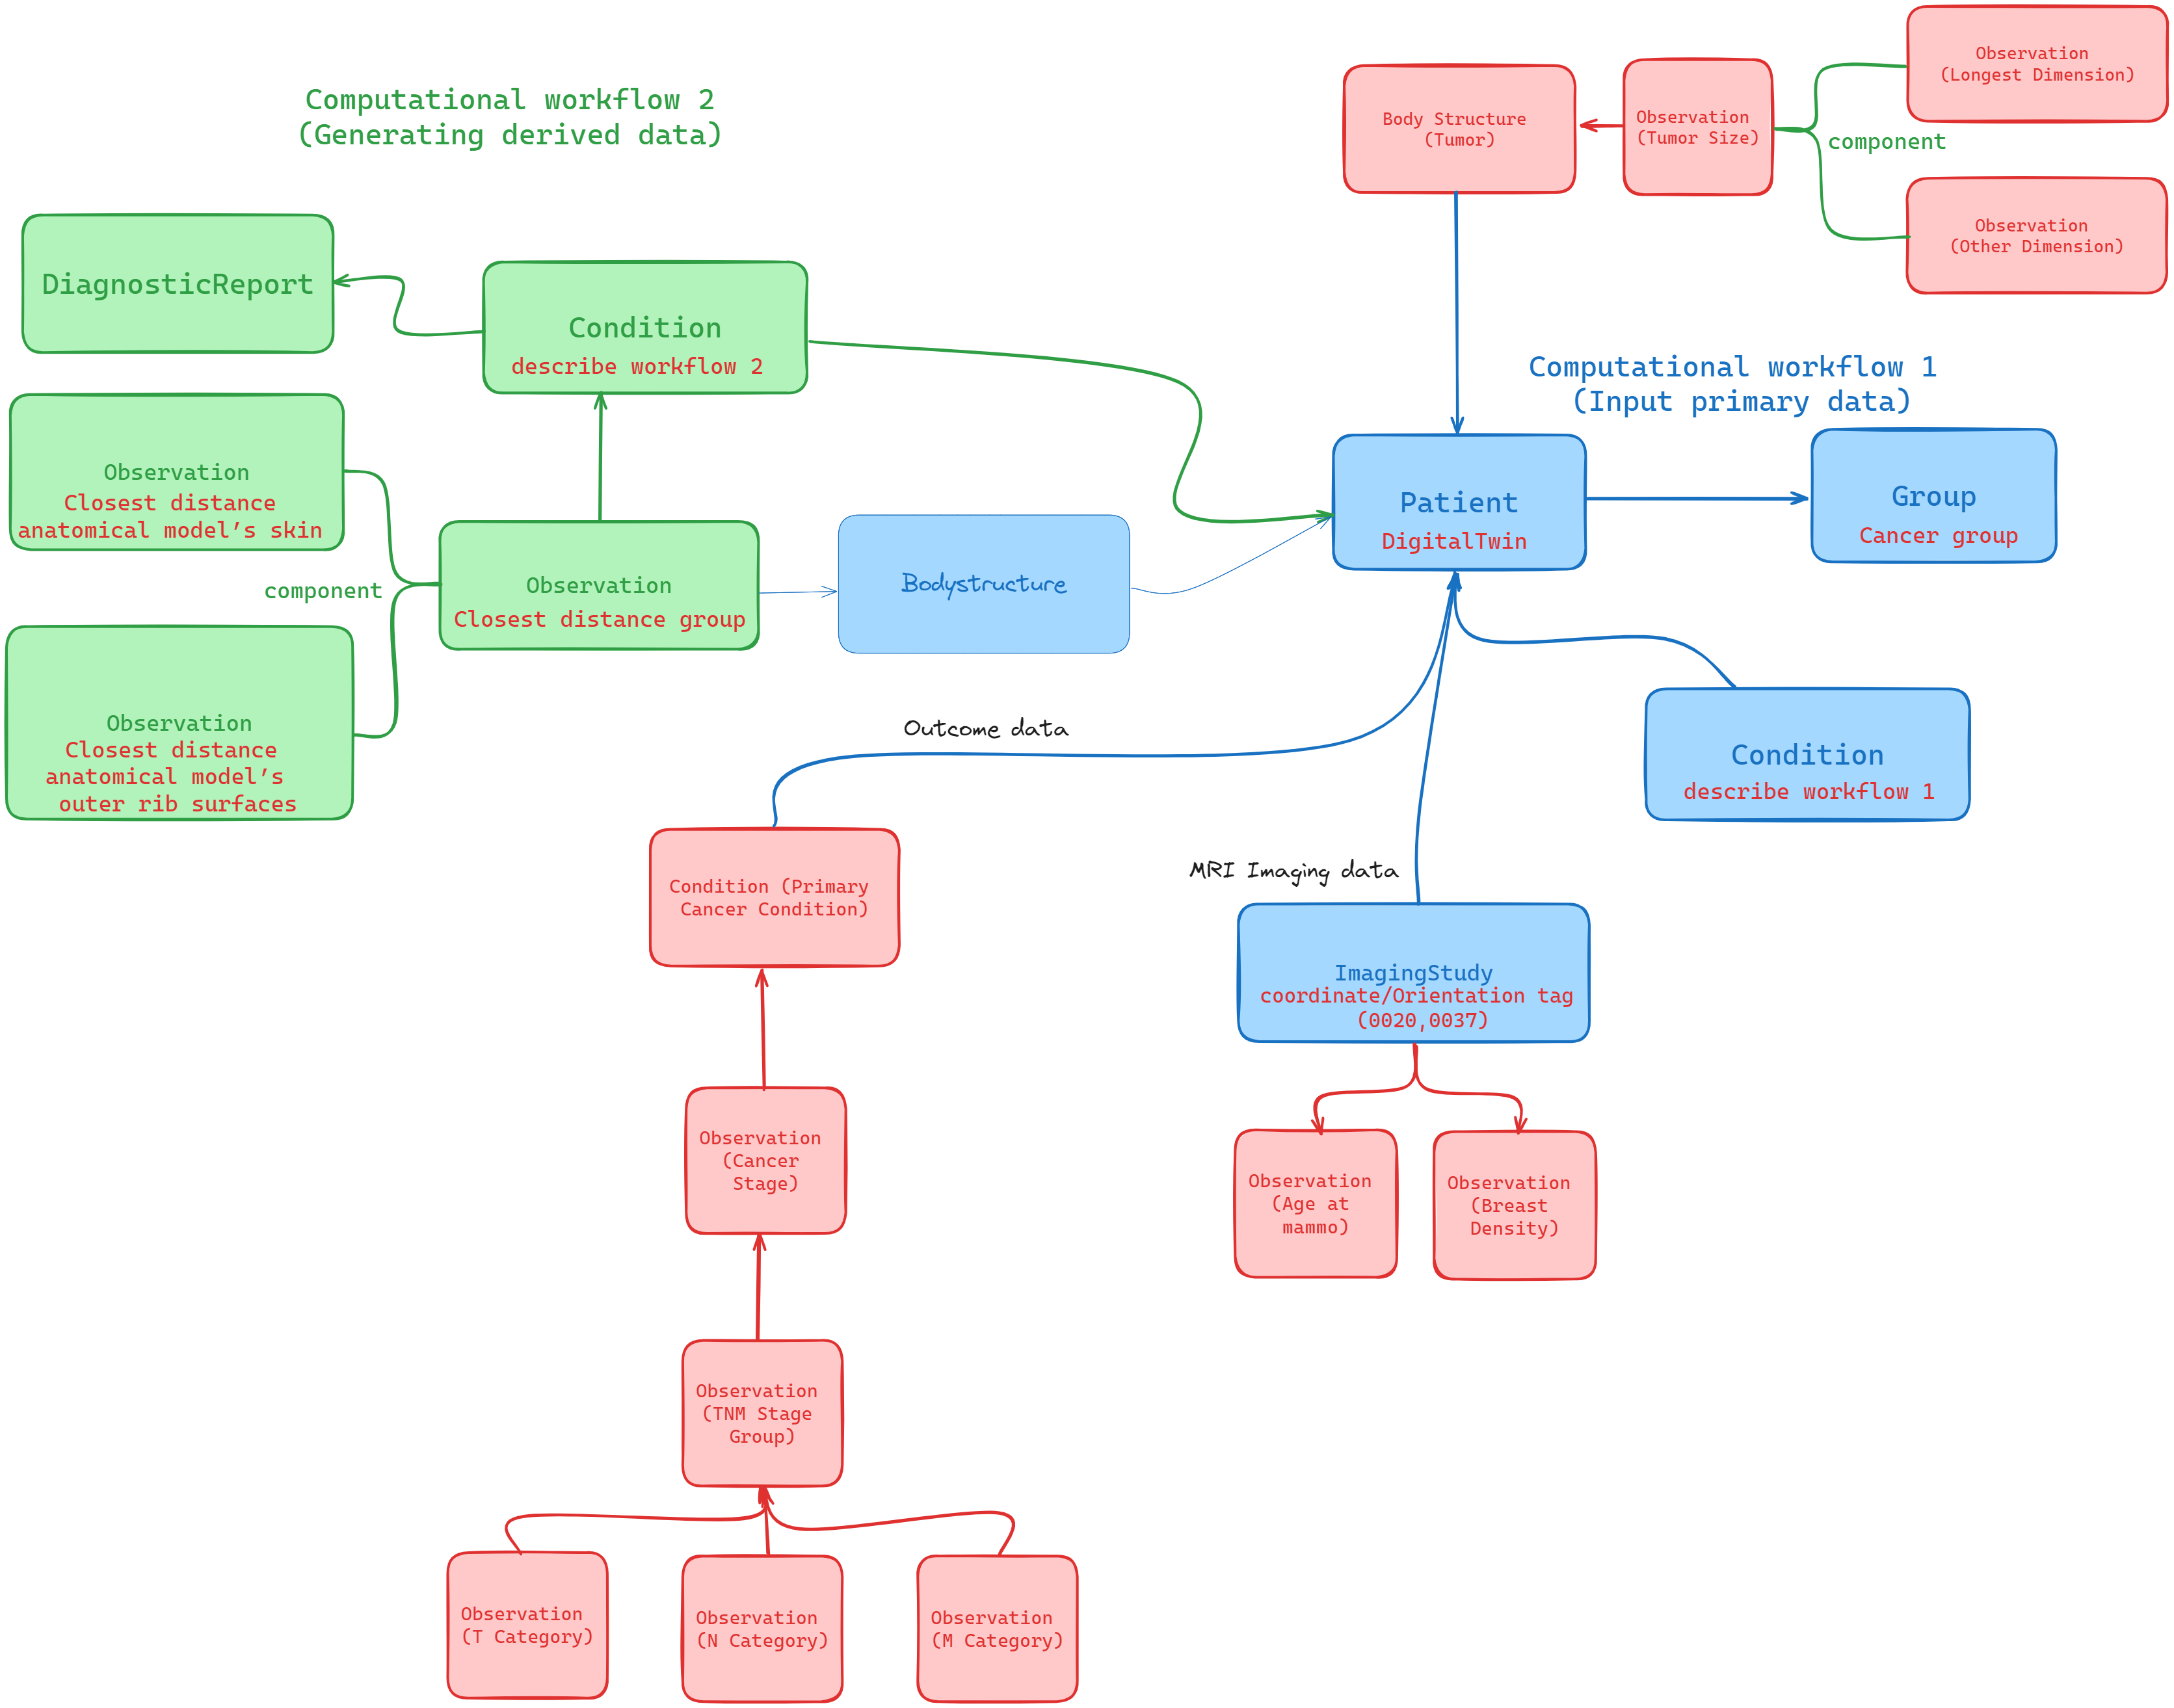 Computational workflow 2
(Generating derived data)
Body Structure
(Tumor)
Observation
(Tumor Size)
Observation
(Longest Dimension)
component
Observation
(Other Dimension)
DiagnosticReport
Condition
describe workflow 2
Computational workflow 1
(Input primary data)
Observation
Closest distance
anatomical model's skin
component
Observation
Closest distance group
Bodystructure
Patient
DigitalTwin
Group
Cancer group
Observation
Closest distance
anatomical model's
outer rib surfaces
Outcome data
Condition
describe workflow 1
MRI Imaging data
Condition (Primary
Cancer Condition)
ImagingStudy
coordinate/Orientation tag
(0020,0037)
Observation
(Cancer
Stage)
Observation
(Age at
mammo)
Observation
(Breast
Density)
Observation
(TNM Stage
Group)
Observation
(T Category)
Observation
(N Category)
Observation
(M Category)